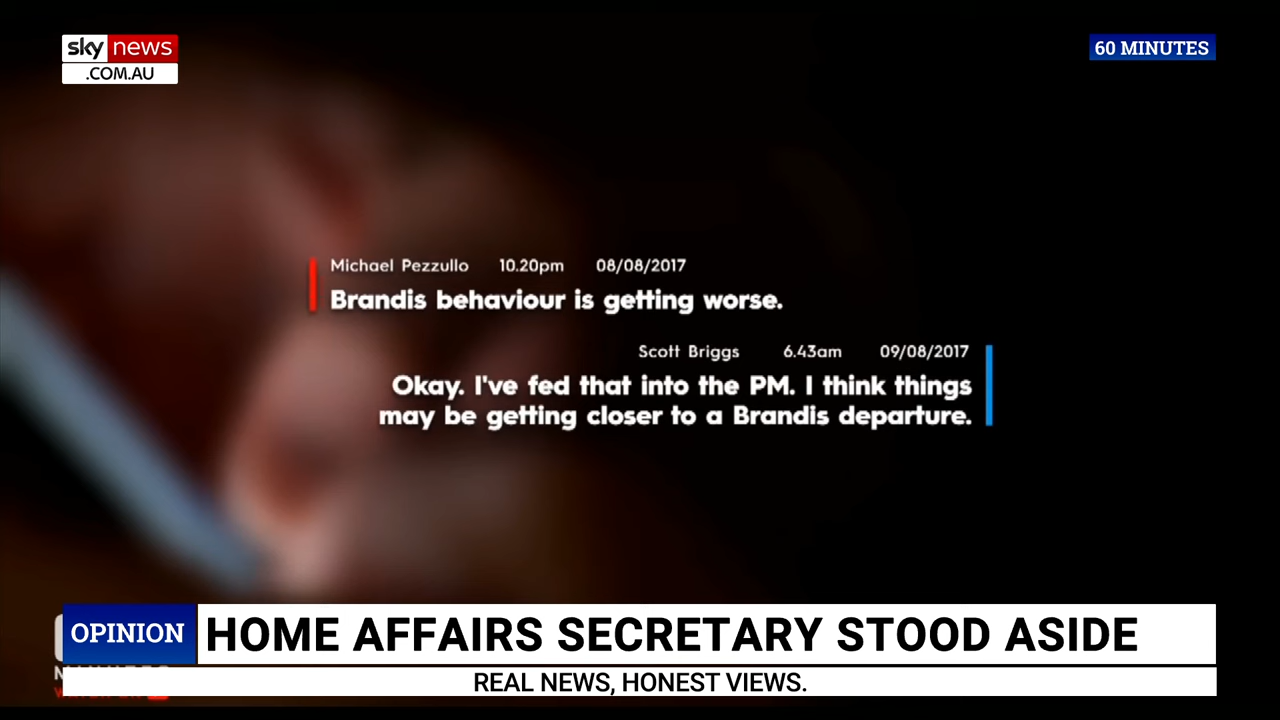 sky news
.COM.AU
60 MINUTES
Michael Pezzullo 10.20pm 08/08/2017
Brandis behaviour is getting worse.
Scott Briggs 6.43am 09/08/2017
Okay. I've fed that into the PM. I think things
may be getting closer to a Brandis departure.
OPINION
HOME AFFAIRS SECRETARY STOOD ASIDE
REAL NEWS, HONEST VIEWS.